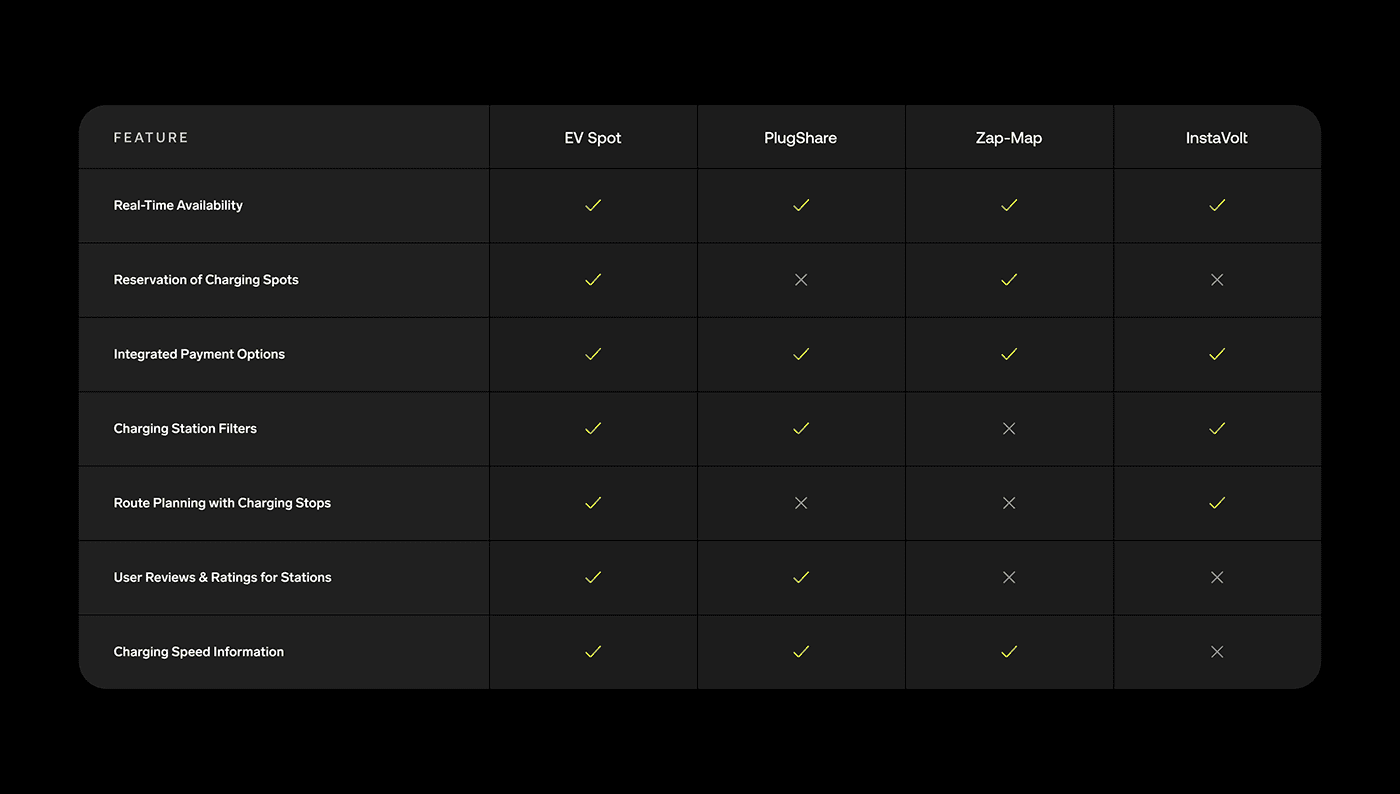 FEATURE EV Spot PlugShare Zap-Map InstaVolt
Real-Time Availability
Reservation of Charging Spots
Integrated Payment Options
Charging Station Filters
Route Planning with Charging Stops
User Reviews & Ratings for Stations
Charging Speed Information